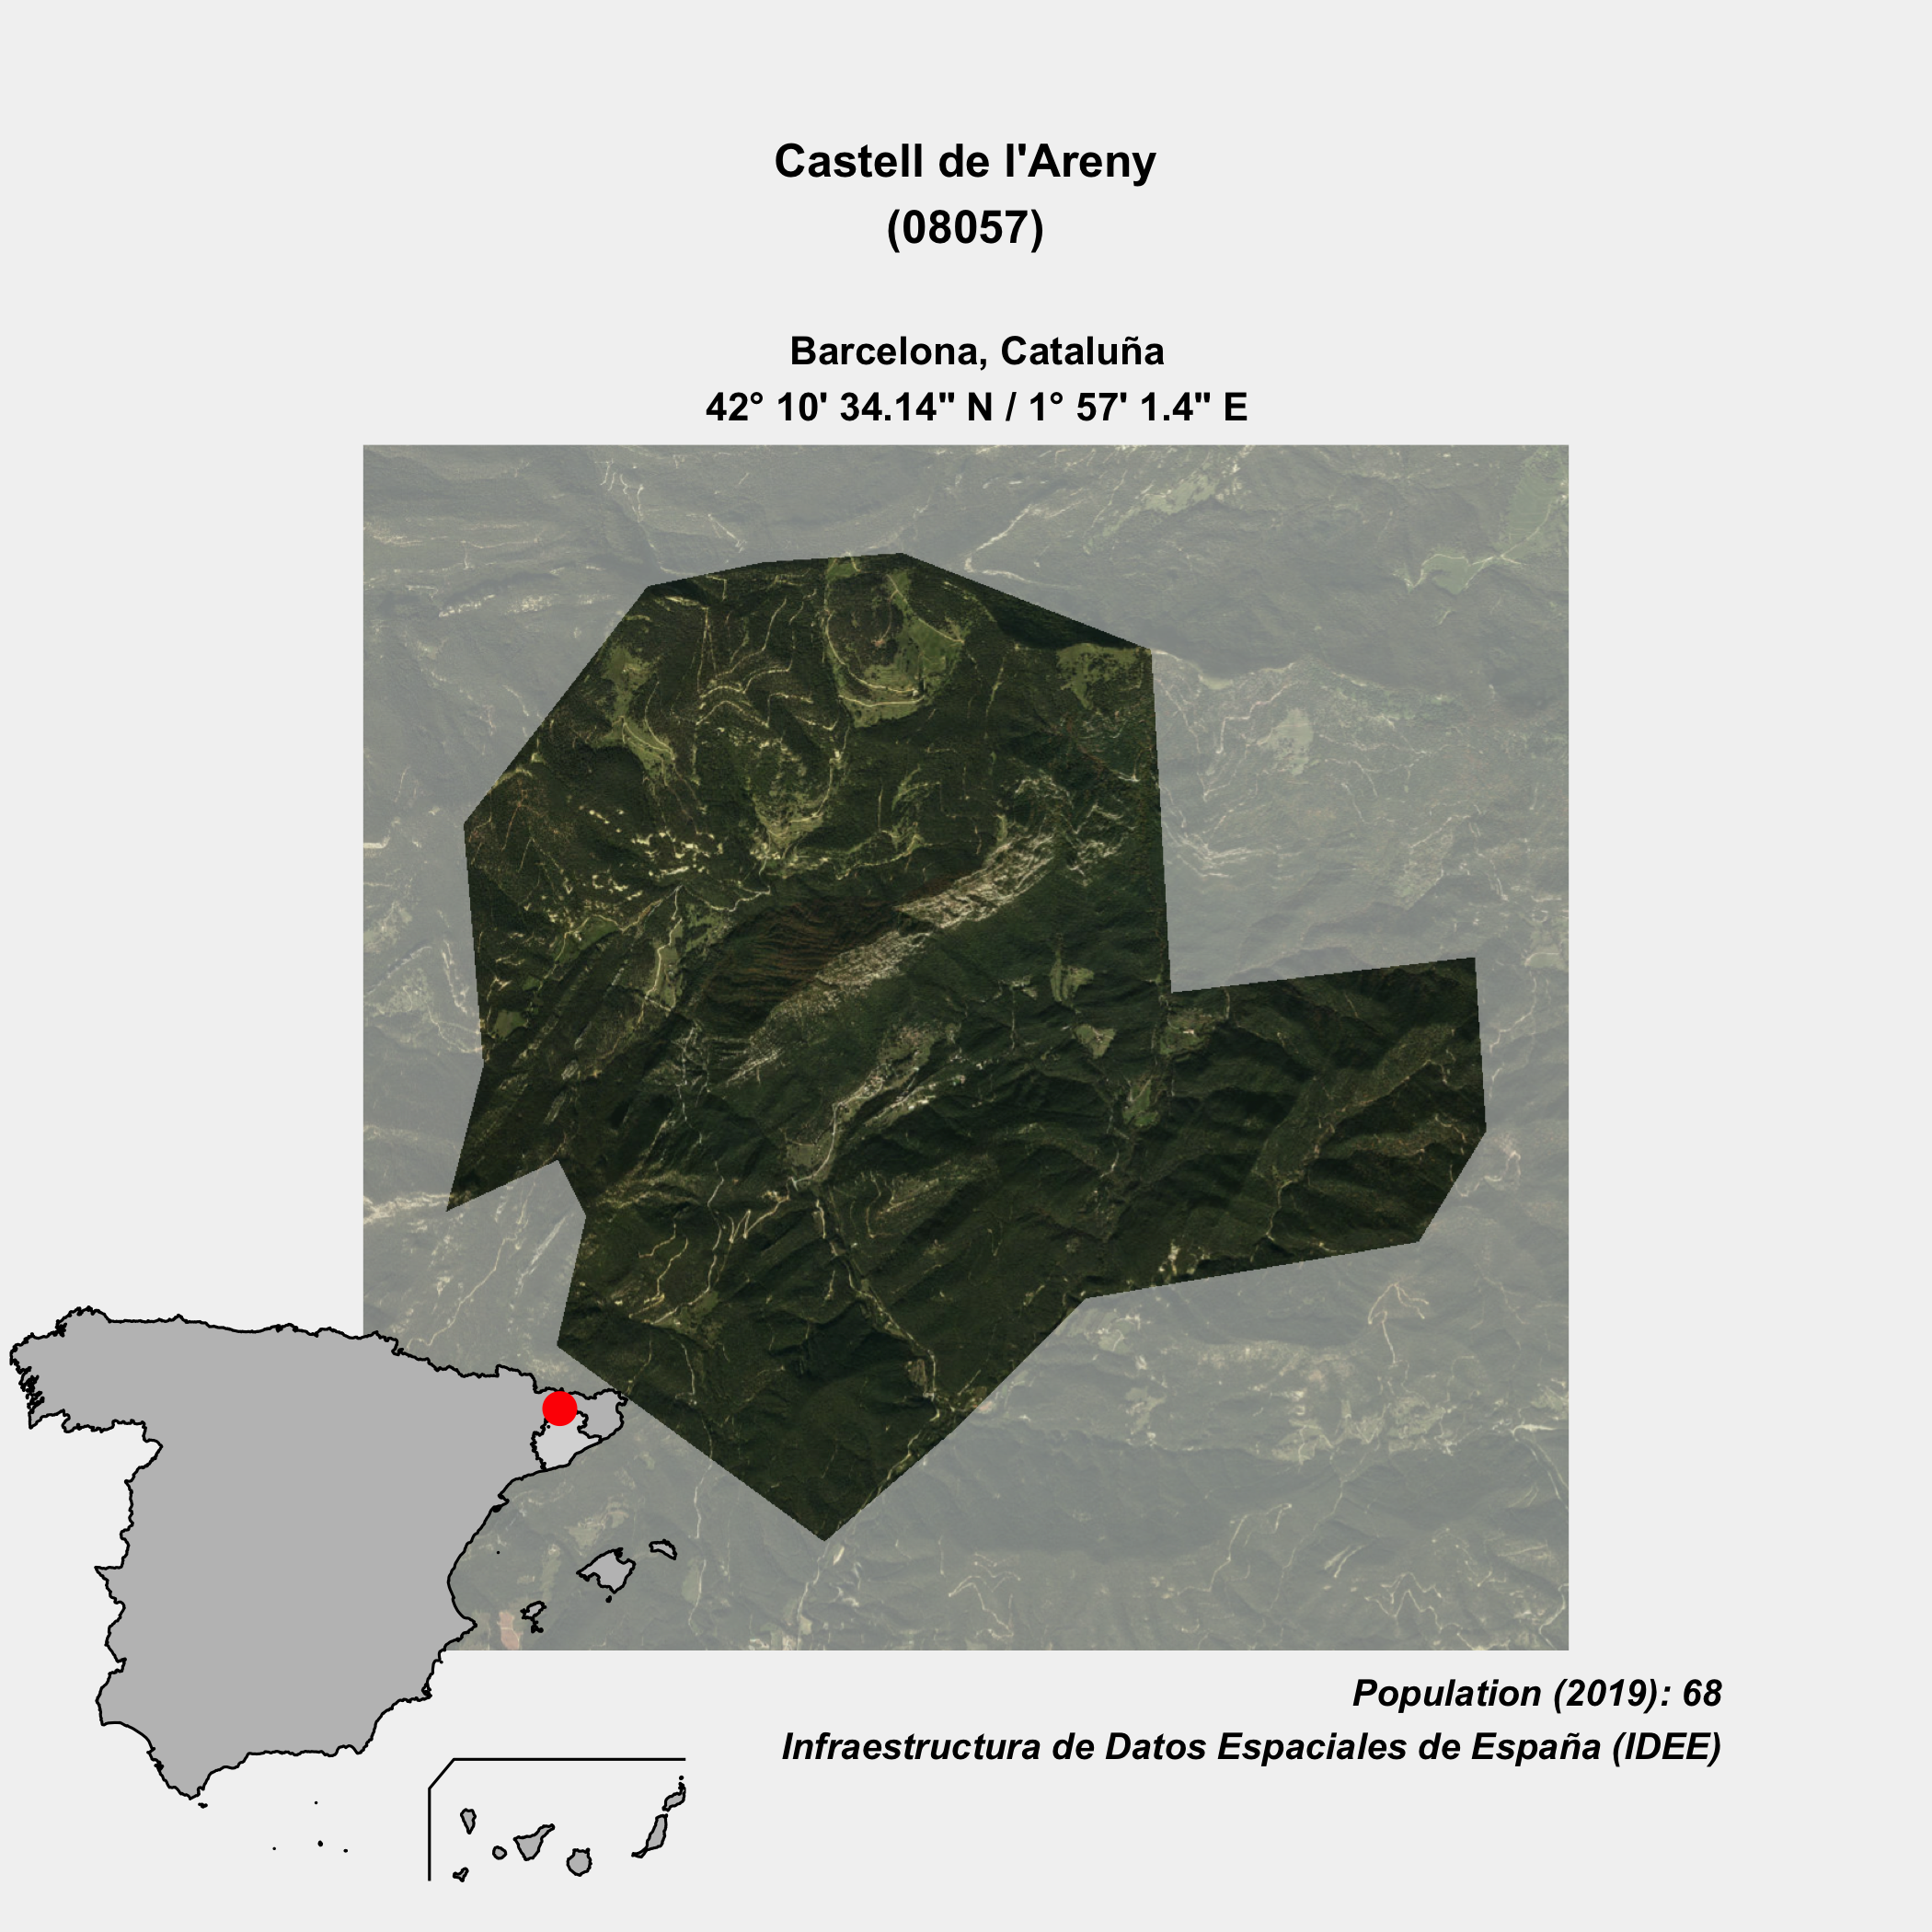 Castell de l'Areny
(08057)
Barcelona, Cataluña
42° 10' 34.14" N / 1° 57' 1.4" E
Population (2019): 68
Infraestructura de Datos Espaciales de España (IDEE)